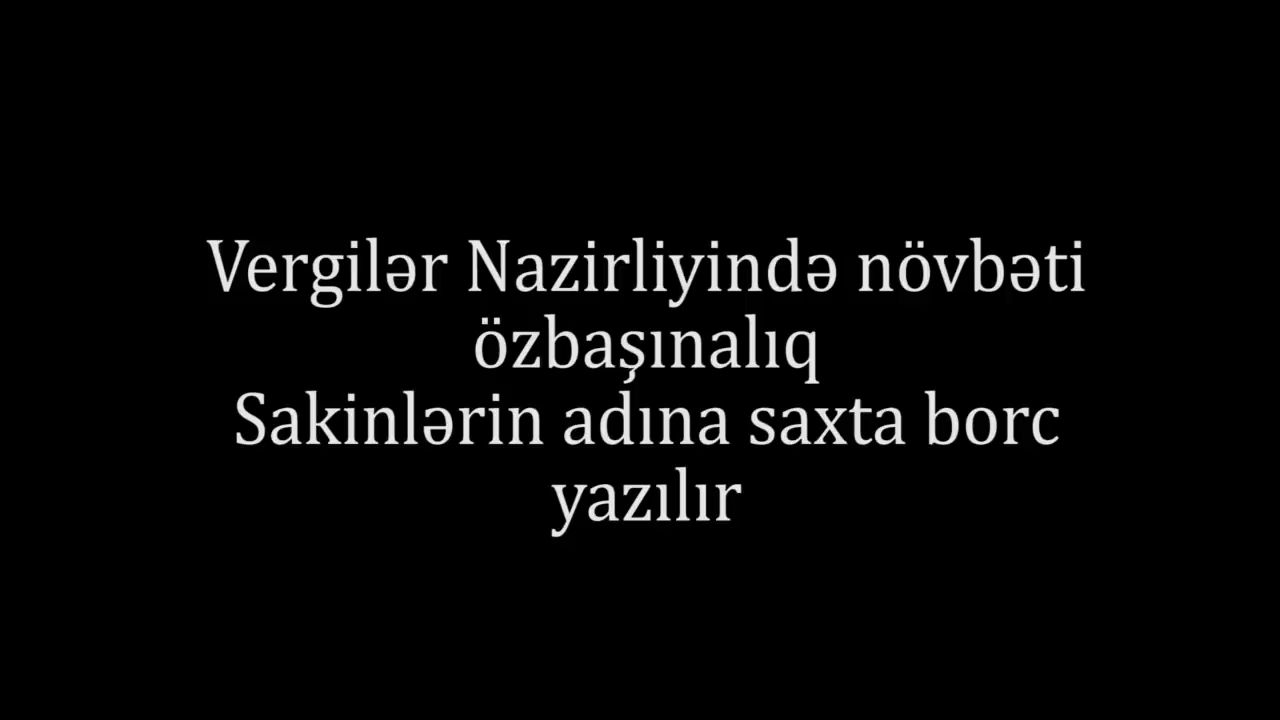 Vergilər Nazirliyində növbəti
özbaşınalıq
Sakinlərin adına saxta borc
yazılır